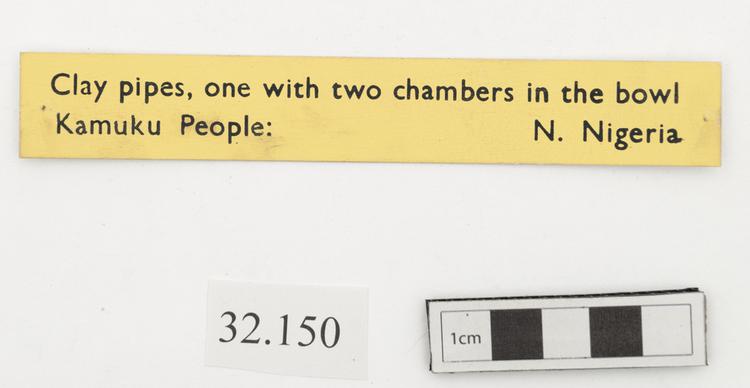 Clay pipes, one with two chambers in the bowl
Kamuku People: N. Nigeria
32.150
1cm